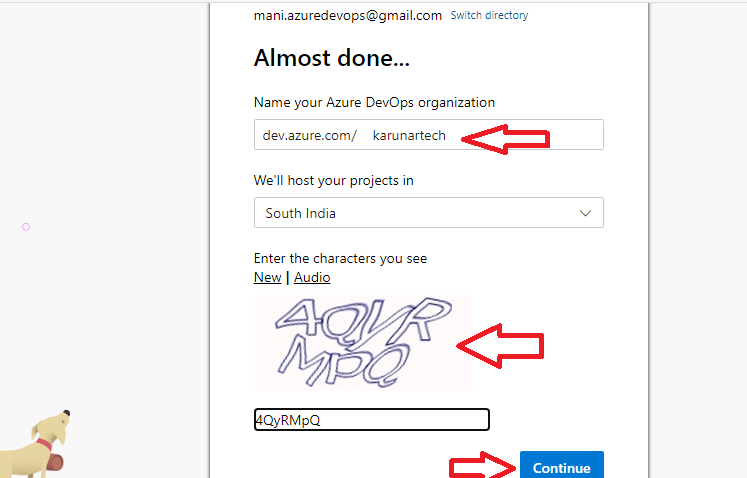 mani.azuredevops@gmail.com Switch directory
Almost done...
Name your Azure DevOps organization
dev.azure.com/ karunartech
We'll host your projects in
South India
Enter the characters you see
New | Audio
4QYR
MPQ
4QyRMpQ
Continue